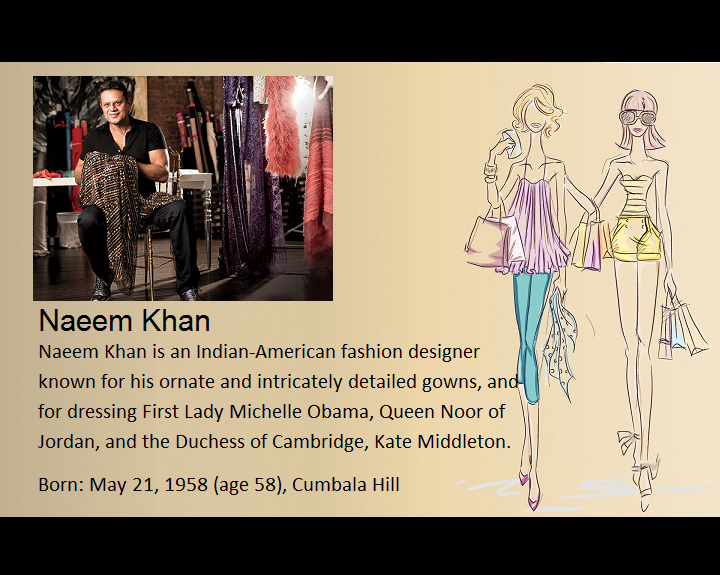 Naeem Khan
Naeem Khan is an Indian-American fashion designer
known for his ornate and intricately detailed gowns, and
for dressing First Lady Michelle Obama, Queen Noor of
Jordan, and the Duchess of Cambridge, Kate Middleton.
Born: May 21, 1958 (age 58), Cumbala Hill